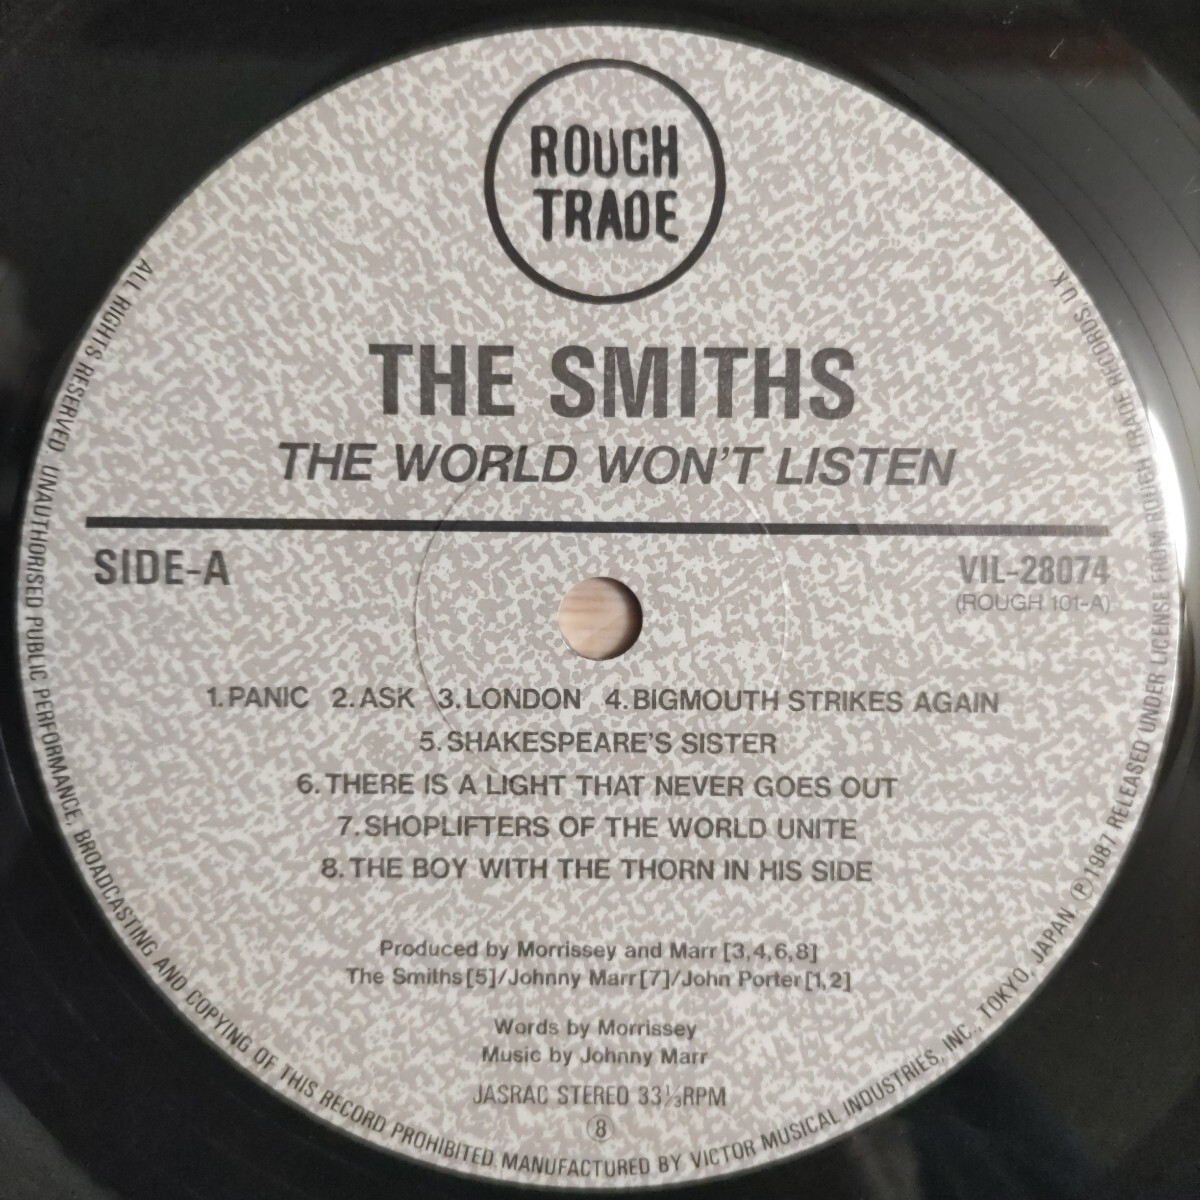 ROUGH
TRADE
THE SMITHS
THE WORLD WON'T LISTEN
SIDE-A
VIL-28074
(ROUGH 101-A)
1.PANIC 2.ASK 3.LONDON 4.BIGMOUTH STRIKES AGAIN
5.SHAKESPEARE'S SISTER
6.THERE IS A LIGHT THAT NEVER GOES OUT
7.SHOPLIFTERS OF THE WORLD UNITE
8.THE BOY WITH THE THORN IN HIS SIDE
Produced by Morrissey and Marr [3,4,6,8]
The Smiths[5]/Johnny Marr[7]/John Porter[1,2]
Words by Morrissey
Music by Johnny Marr
JASRAC STEREO 33⅓RPM
⑧
ALL RIGHTS RESERVED. UNAUTHORISED PUBLIC PERFORMANCE, BROADCASTING AND COPYING OF THIS RECORD PROHIBITED. MANUFACTURED BY VICTOR MUSICAL INDUSTRIES, INC., TOKYO, JAPAN ℗1987 RELEASED UNDER LICENSE FROM ROUGH TRADE RECORDS, U.K